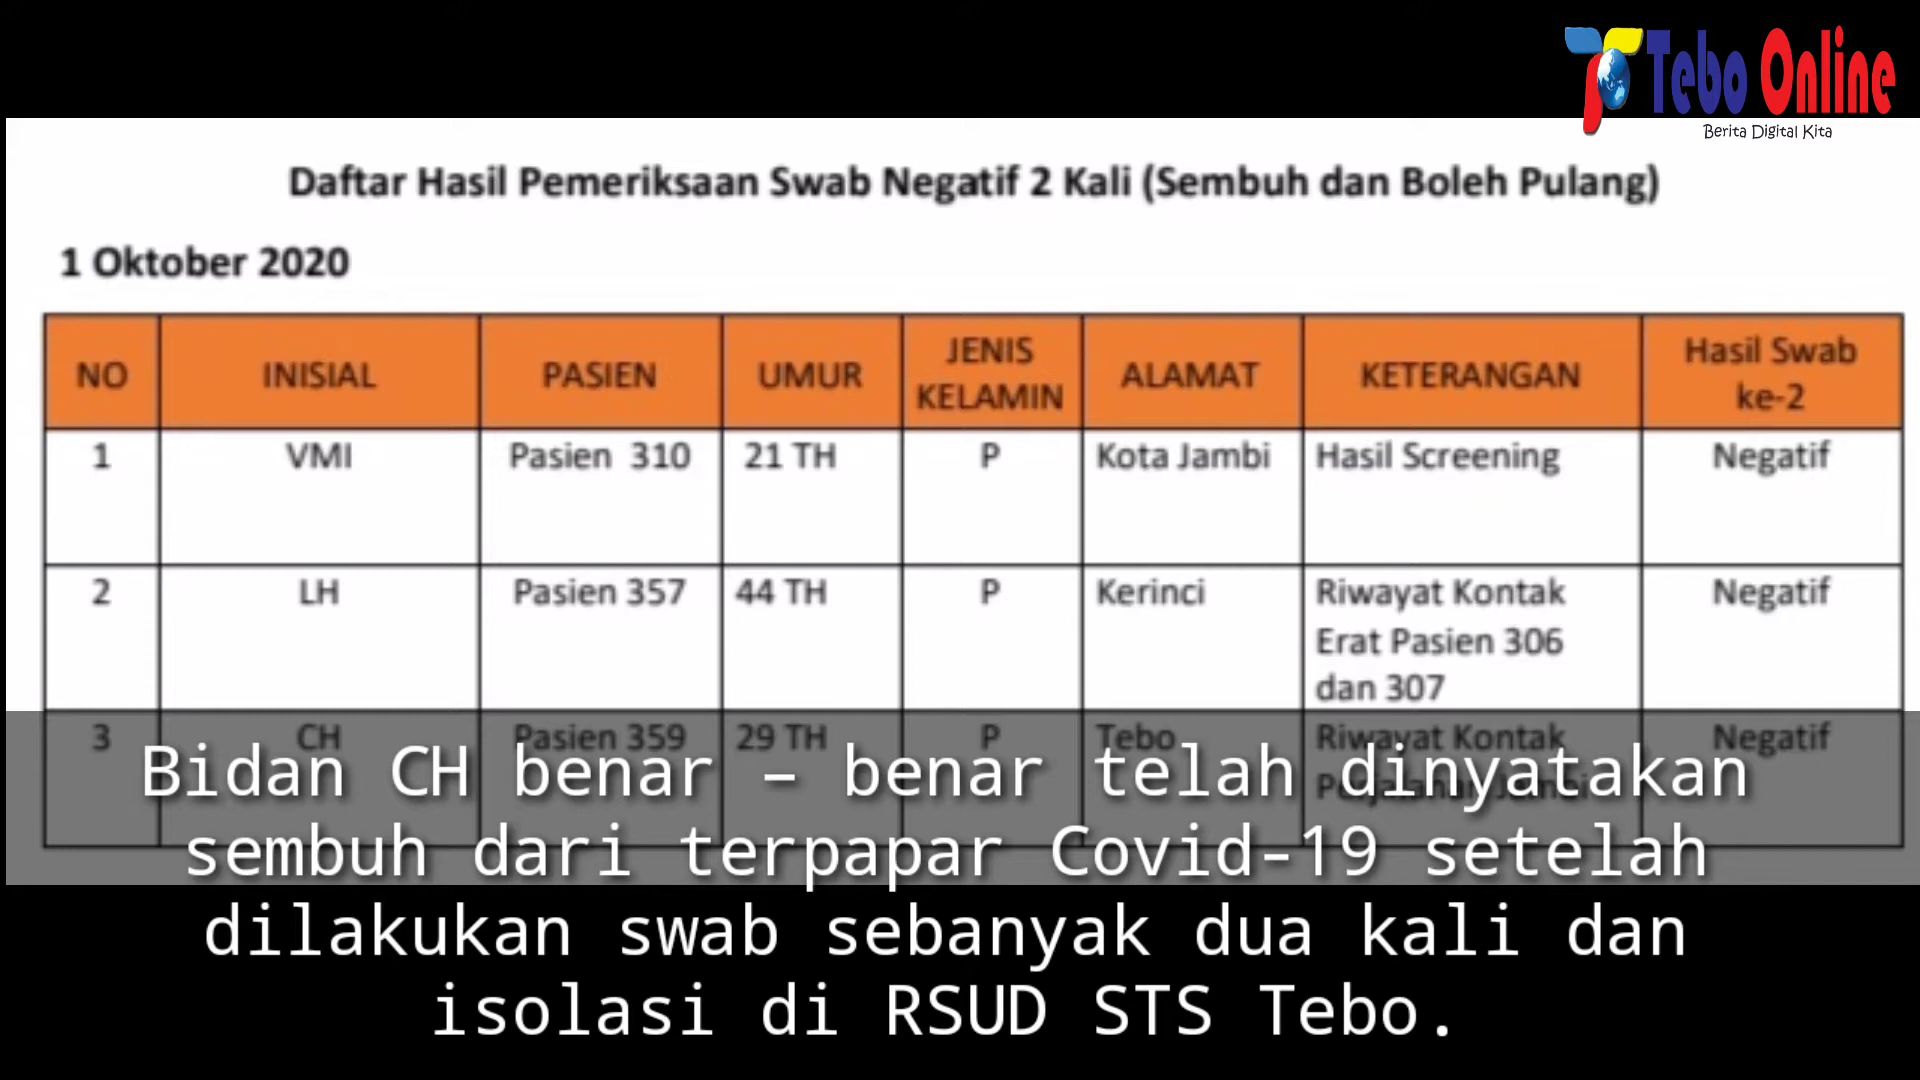 Tebo Online
Berita Digital Kita
Daftar Hasil Pemeriksaan Swab Negatif 2 Kali (Sembuh dan Boleh Pulang)
1 Oktober 2020
NO INISIAL PASIEN UMUR JENIS KELAMIN ALAMAT KETERANGAN Hasil Swab ke-2
1 VMI Pasien 310 21 TH P Kota Jambi Hasil Screening Negatif
2 LH Pasien 357 44 TH P Kerinci Riwayat Kontak Negatif
Erat Pasien 306
dan 307
3 CH Pasien 359 29 TH P Tebo Riwayat Kontak Negatif
Bidan CH benar – benar telah dinyatakan
sembuh dari terpapar Covid-19 setelah
dilakukan swab sebanyak dua kali dan
isolasi di RSUD STS Tebo.